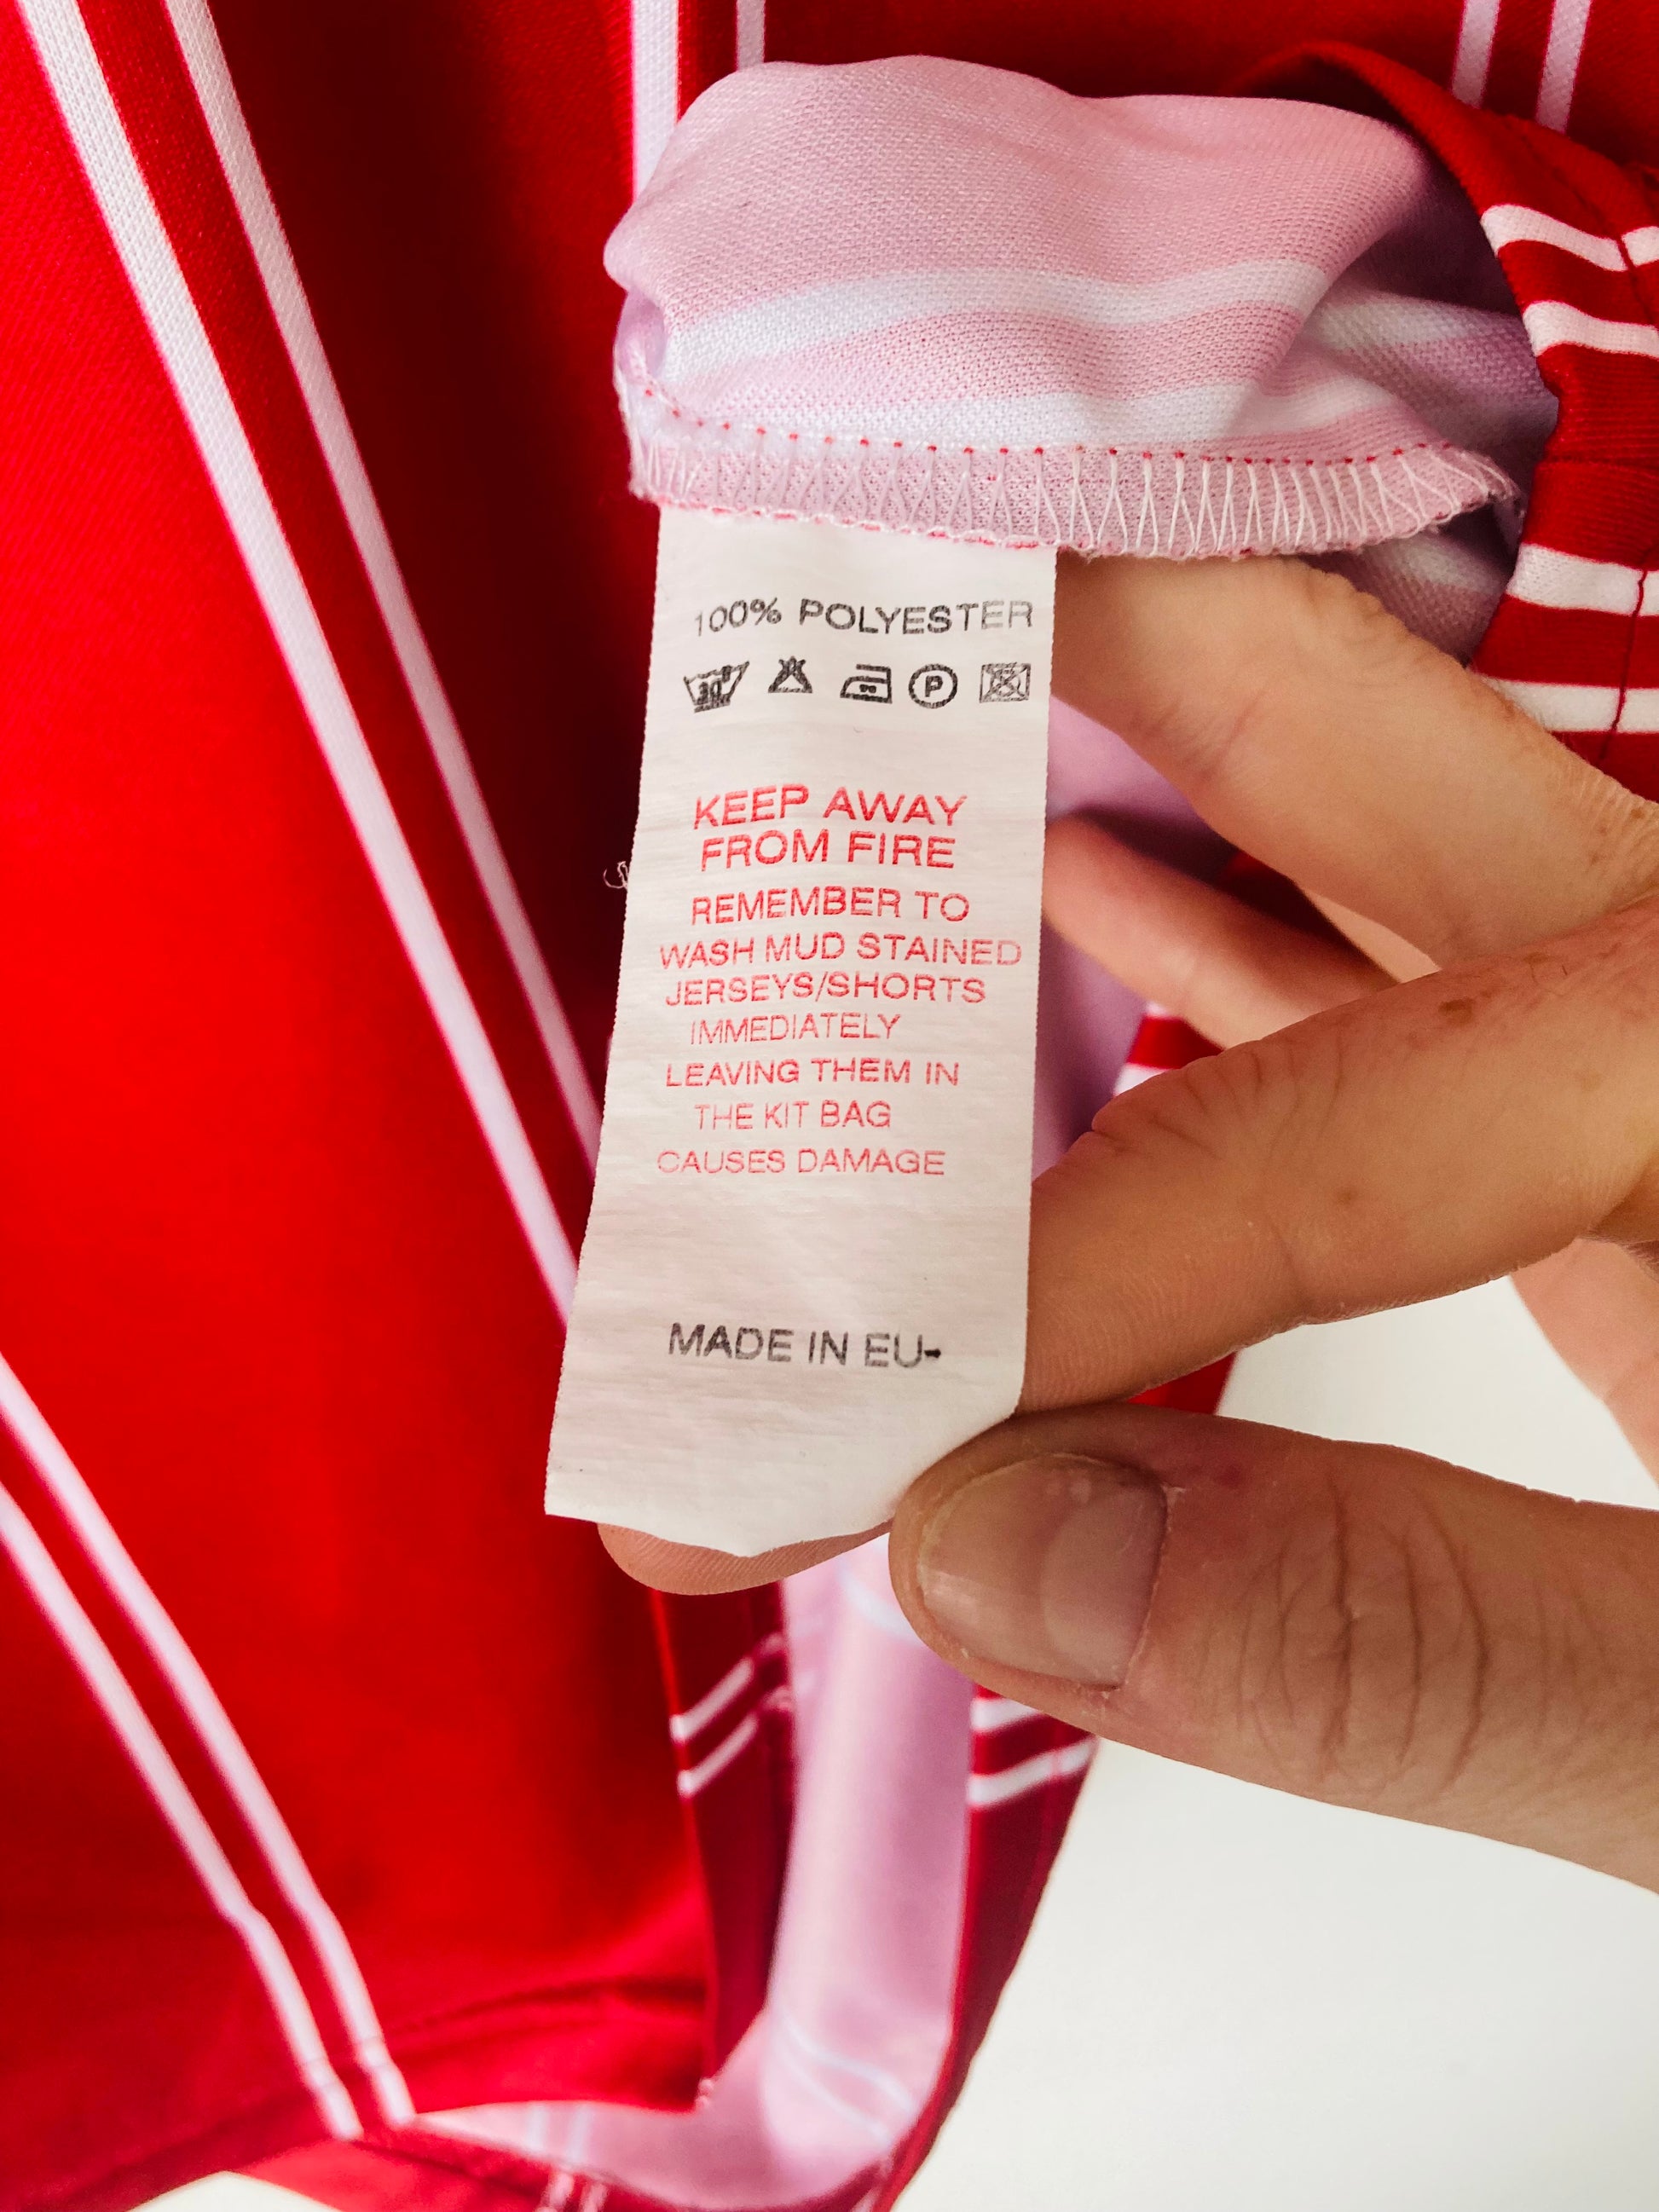 100% POLYESTER
30° P
KEEP AWAY
FROM FIRE
REMEMBER TO
WASH MUD STAINED
JERSEYS/SHORTS
IMMEDIATELY
LEAVING THEM IN
THE KIT BAG
CAUSES DAMAGE
MADE IN EU-